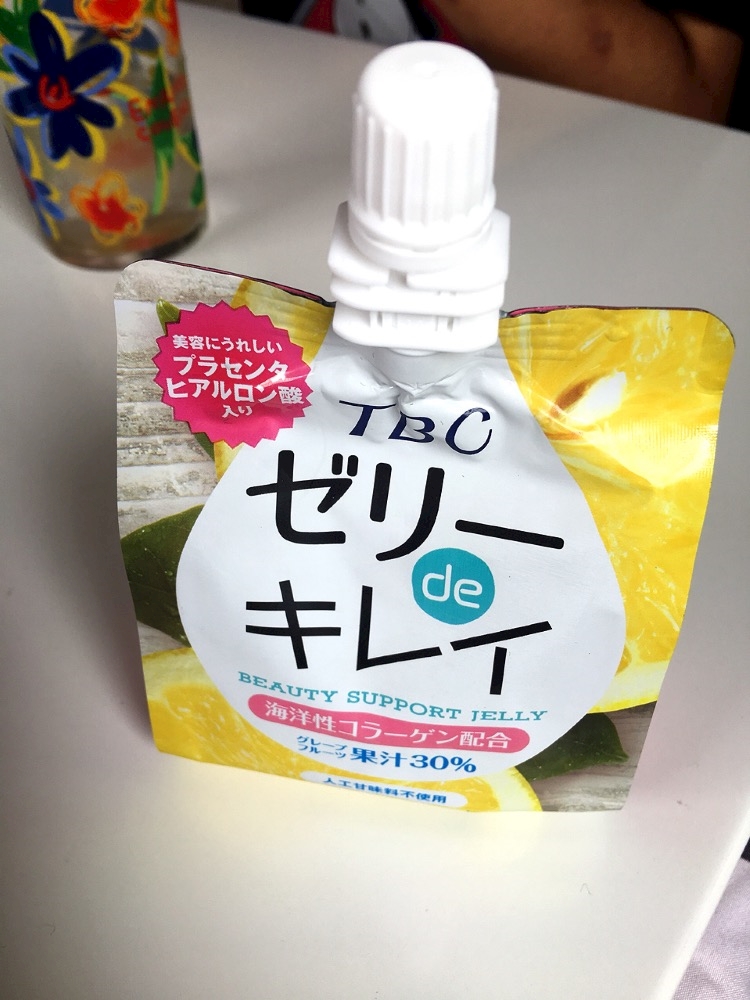 美容にうれしい
プラセンタ
ヒアルロン酸
入り
TBC
ゼリー
de
キレイ
BEAUTY SUPPORT JELLY
海洋性コラーゲン配合
グレープ
フルーツ 果汁30%
人工甘味料不使用